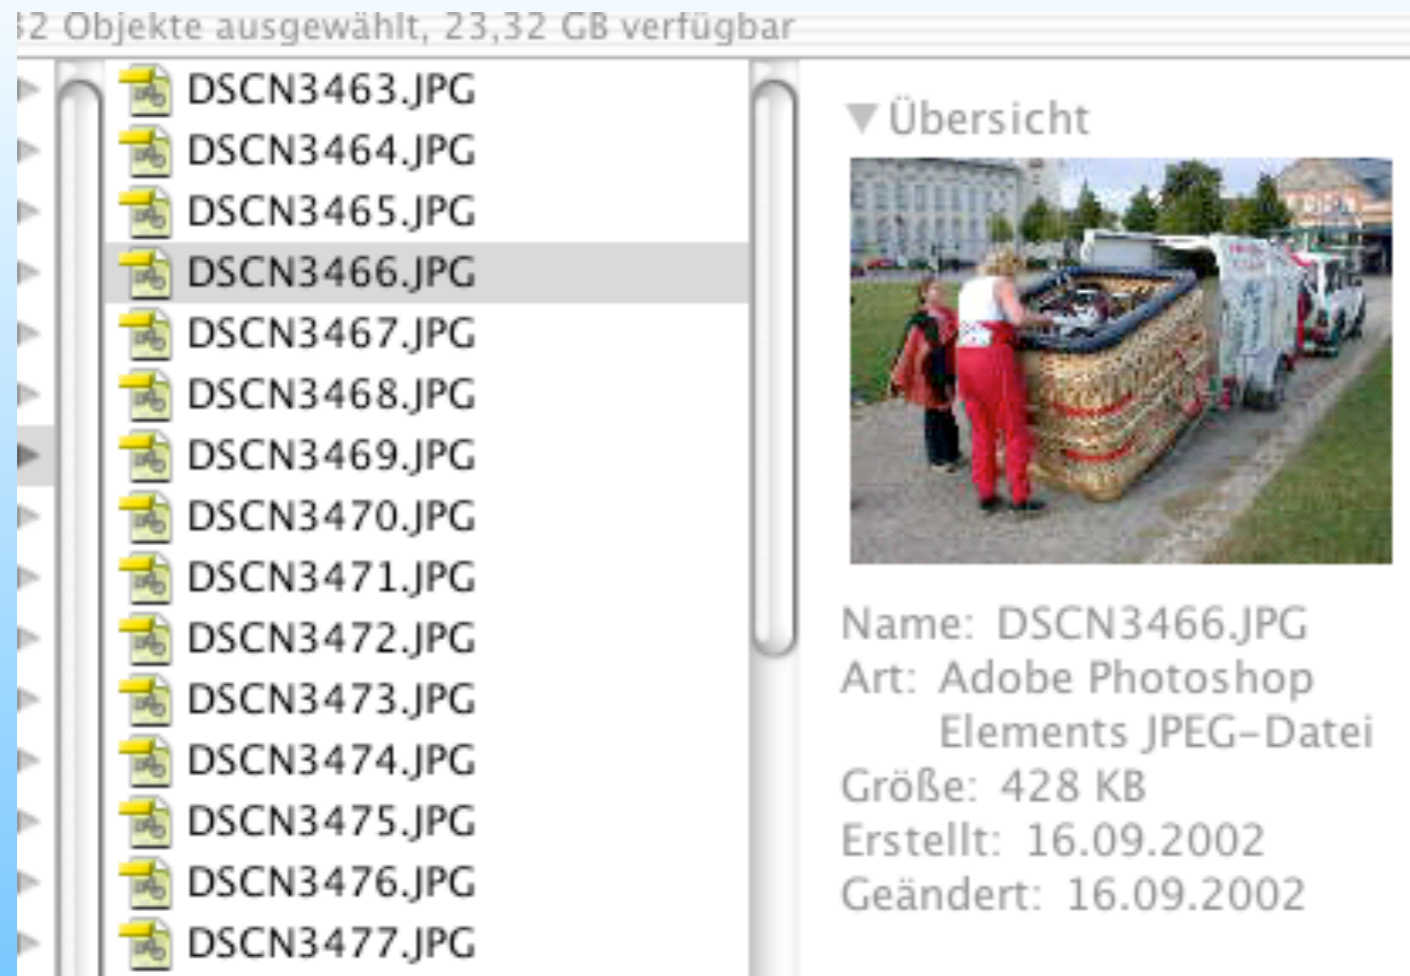 32 Objekte ausgewählt, 23,32 GB verfügbar
DSCN3463.JPG
DSCN3464.JPG
DSCN3465.JPG
DSCN3466.JPG
DSCN3467.JPG
DSCN3468.JPG
DSCN3469.JPG
DSCN3470.JPG
DSCN3471.JPG
DSCN3472.JPG
DSCN3473.JPG
DSCN3474.JPG
DSCN3475.JPG
DSCN3476.JPG
DSCN3477.JPG
Übersicht
Name: DSCN3466.JPG
Art: Adobe Photoshop
Elements JPEG-Datei
Größe: 428 KB
Erstellt: 16.09.2002
Geändert: 16.09.2002